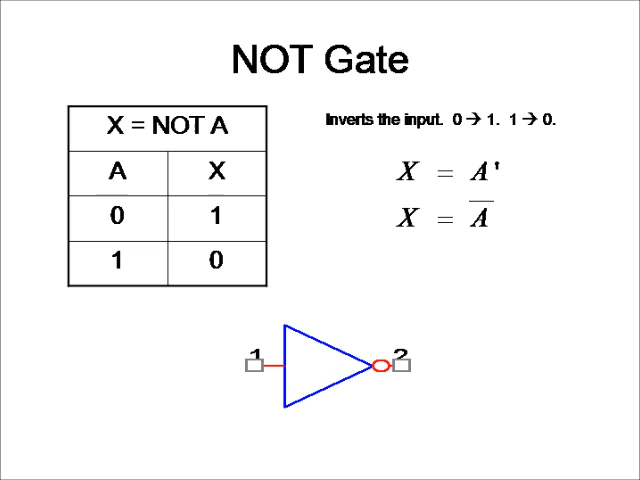 NOT Gate
X = NOT A
A X
0 1
1 0
Inverts the input. 0 → 1. 1 → 0.
X = A'
X = A̅
1 2